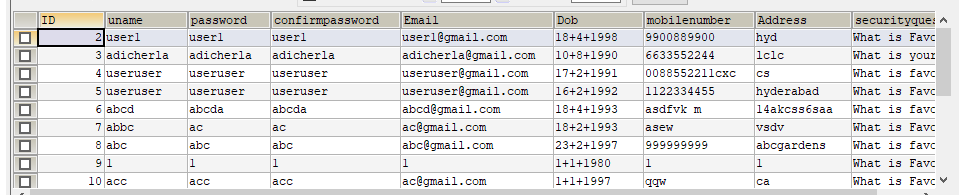 ID uname password confirmpassword Email Dob mobilenumber Address securityques
2 user1 user1 user1 user1@gmail.com 18+4+1998 9900889900 hyd What is Favo
3 adicherla adicherla adicherla adicherla@gmail.com 10+8+1990 6633552244 lclc What is your
4 useruser useruser useruser useruser@gmail.com 17+2+1991 0088552211cxc cs What is favo
5 useruser useruser useruser useruser@gmail.com 16+2+1992 1122334455 hyderabad What is Favo
6 abcd abcda abcda abcd@gmail.com 18+4+1993 asdfvk m 14akcss6saa What is Favo
7 abbc ac ac ac@gmail.com 18+2+1993 asew vsdv What is Favo
8 abc abc abc abc@gmail.com 23+2+1997 999999999 abcgardens What is Favo
9 1 1 1 1 1+1+1980 1 1 What is Favo
10 acc acc acc ac@gmail.com 1+1+1997 qqw ca What is Favo